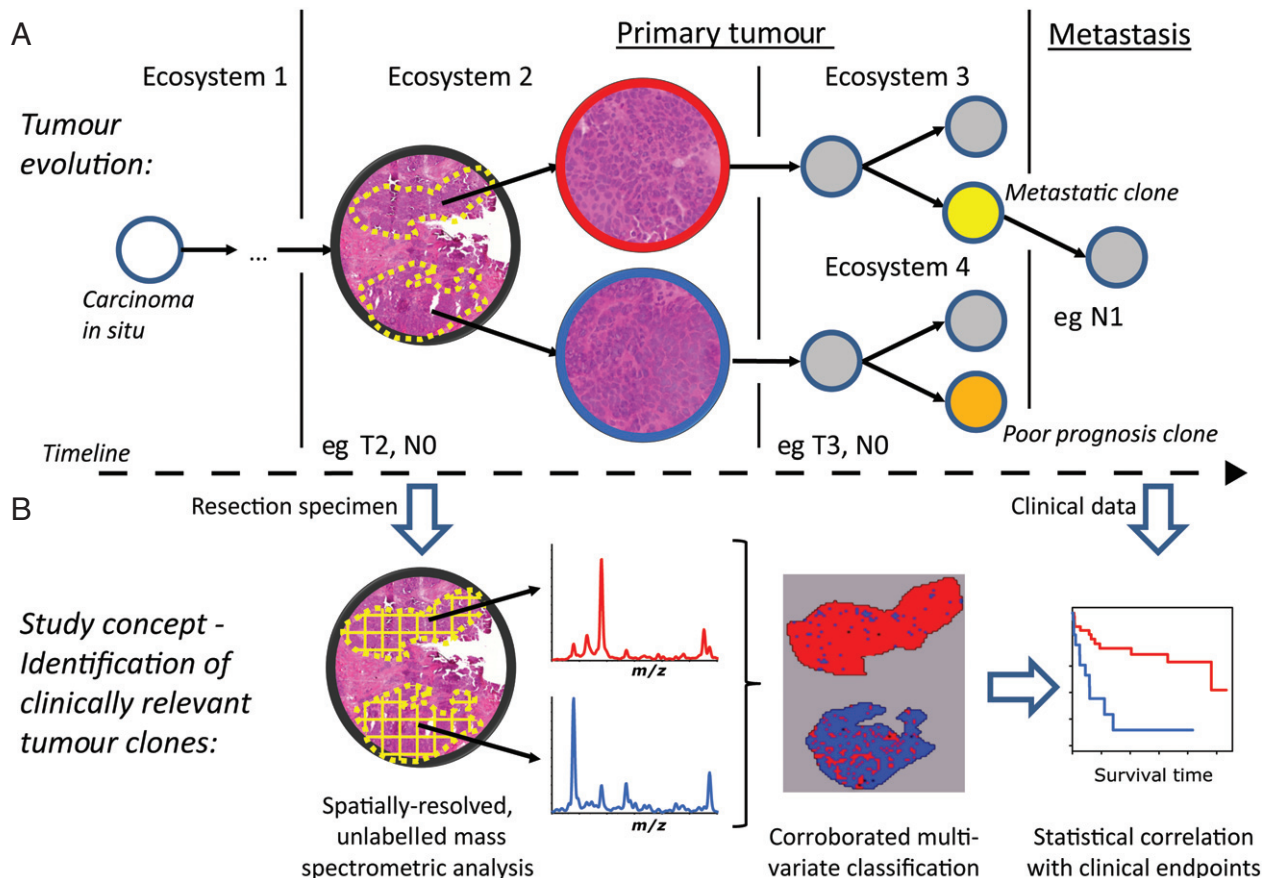 A
Primary tumour
Metastasis
Ecosystem 1
Ecosystem 2
Ecosystem 3
Tumour
evolution:
Metastatic clone
...
Ecosystem 4
Carcinoma
in situ
eg N1
Timeline
eg T2, N0
eg T3, N0
Poor prognosis clone
B
Resection specimen
Clinical data
Study concept -
Identification of
clinically relevant
tumour clones:
m/z
m/z
Survival time
Spatially-resolved,
unlabelled mass
spectrometric analysis
Corroborated multi-
variate classification
Statistical correlation
with clinical endpoints